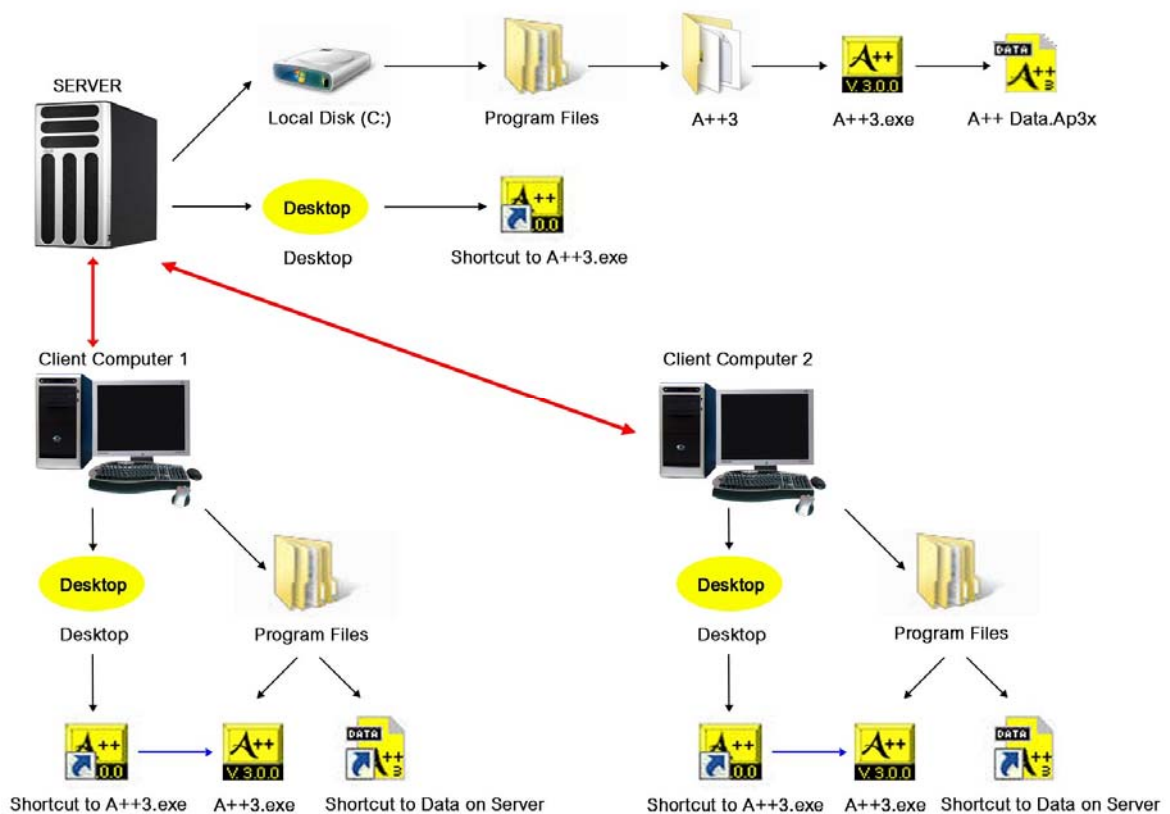 SERVER
Local Disk (C:)
Program Files
A++3
A++
V. 3.0.0
A++3.exe
DATA
A++
3
A++ Data.Ap3x
Desktop
Desktop
A++
0.0
Shortcut to A++3.exe
Client Computer 1
Client Computer 2
Desktop
Desktop
Program Files
Desktop
Desktop
Program Files
A++
0.0
Shortcut to A++3.exe
A++
V. 3.0.0
A++3.exe
DATA
A++
3
Shortcut to Data on Server
A++
0.0
Shortcut to A++3.exe
A++
V. 3.0.0
A++3.exe
DATA
A++
3
Shortcut to Data on Server